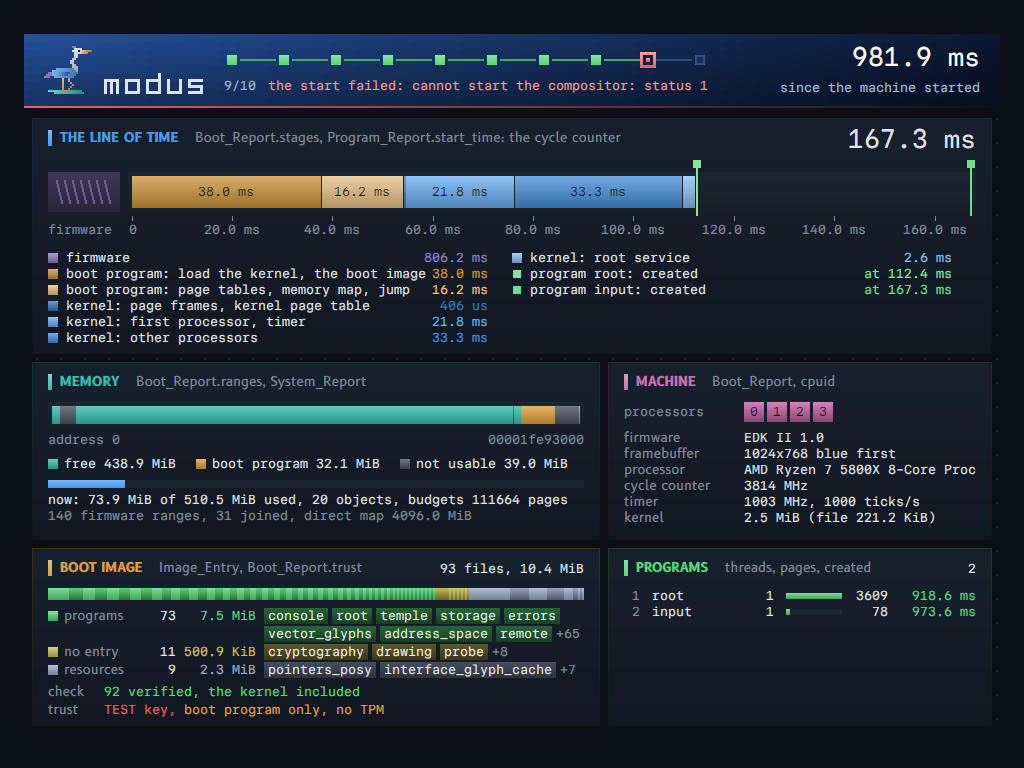 modus
9/10 the start failed: cannot start the compositor: status 1
981.9 ms
since the machine started
THE LINE OF TIME Boot_Report.stages, Program_Report.start_time: the cycle counter
167.3 ms
38.0 ms 16.2 ms 21.8 ms 33.3 ms
firmware 0 20.0 ms 40.0 ms 60.0 ms 80.0 ms 100.0 ms 120.0 ms 140.0 ms 160.0 ms
firmware 806.2 ms
boot program: load the kernel, the boot image 38.0 ms
boot program: page tables, memory map, jump 16.2 ms
kernel: page frames, kernel page table 406 us
kernel: first processor, timer 21.8 ms
kernel: other processors 33.3 ms
kernel: root service 2.6 ms
program root: created at 112.4 ms
program input: created at 167.3 ms
MEMORY Boot_Report.ranges, System_Report
address 0 00001fe93000
free 438.9 MiB boot program 32.1 MiB not usable 39.0 MiB
now: 73.9 MiB of 510.5 MiB used, 20 objects, budgets 111664 pages
140 firmware ranges, 31 joined, direct map 4096.0 MiB
MACHINE Boot_Report, cpuid
processors 0 1 2 3
firmware EDK II 1.0
framebuffer 1024x768 blue first
processor AMD Ryzen 7 5800X 8-Core Proc
cycle counter 3814 MHz
timer 1003 MHz, 1000 ticks/s
kernel 2.5 MiB (file 221.2 KiB)
BOOT IMAGE Image_Entry, Boot_Report.trust 93 files, 10.4 MiB
programs 73 7.5 MiB console root temple storage errors
vector_glyphs address_space remote +65
no entry 11 500.9 KiB cryptography drawing probe +8
resources 9 2.3 MiB pointers_posy interface_glyph_cache +7
check 92 verified, the kernel included
trust TEST key, boot program only, no TPM
PROGRAMS threads, pages, created 2
1 root 1 3609 918.6 ms
2 input 1 78 973.6 ms